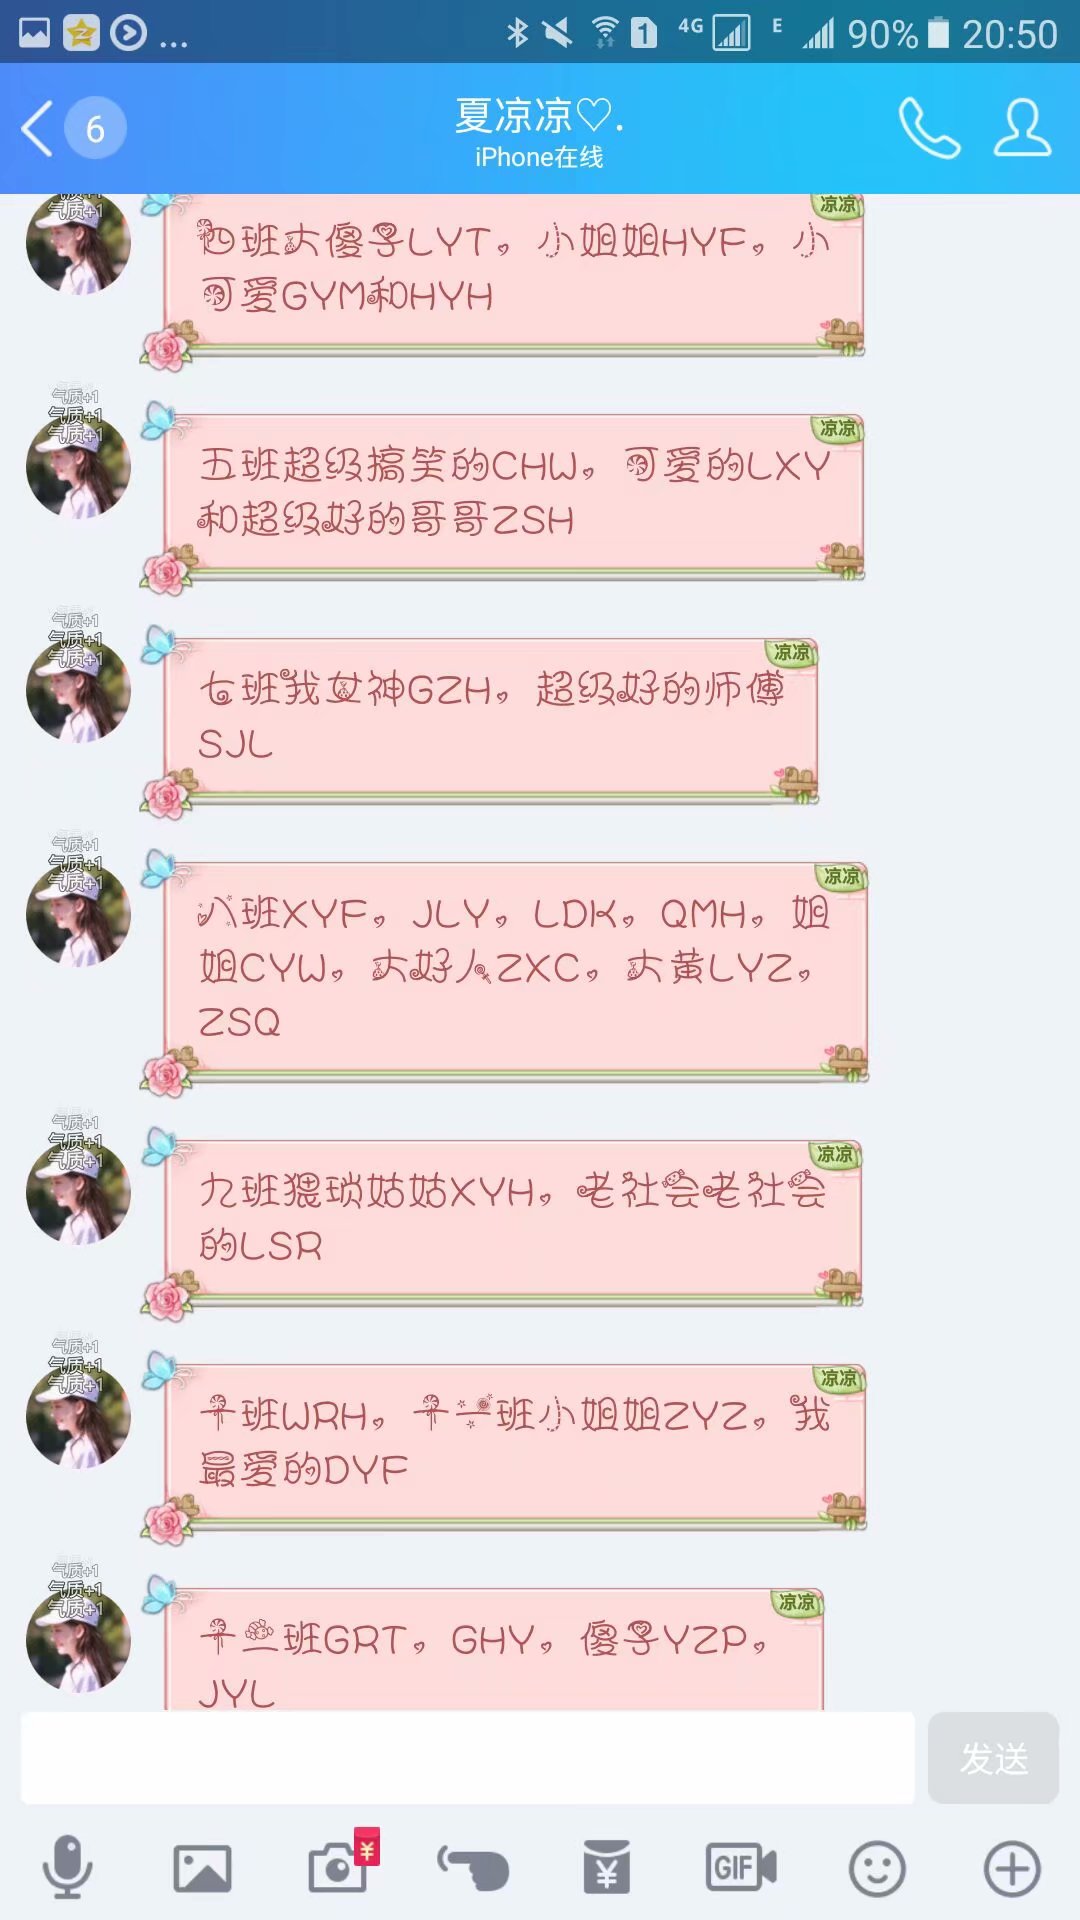 4G E 90% 20:50
6
夏凉凉♡.
iPhone在线
气质+1
凉凉
四班大傻子LYT，小姐姐HYF，小
可爱GYM和HYH
气质+1
气质+1
气质+1
凉凉
五班超级搞笑的CHW，可爱的LXY
和超级好的哥哥ZSH
气质+1
气质+1
气质+1
凉凉
七班我女神GZH，超级好的师傅
SJL
气质+1
气质+1
气质+1
凉凉
八班XYF，JLY，LDK，QMH，姐
姐CYW，大好人ZXC，大黄LYZ，
ZSQ
气质+1
气质+1
气质+1
凉凉
九班猥琐姑姑XYH，老社会老社会
的LSR
气质+1
气质+1
气质+1
凉凉
十班WRH，十一班小姐姐ZYZ，我
最爱的DYF
气质+1
气质+1
气质+1
凉凉
十二班GRT，GHY，傻子YZP，
JYL
发送
¥
¥
GIF